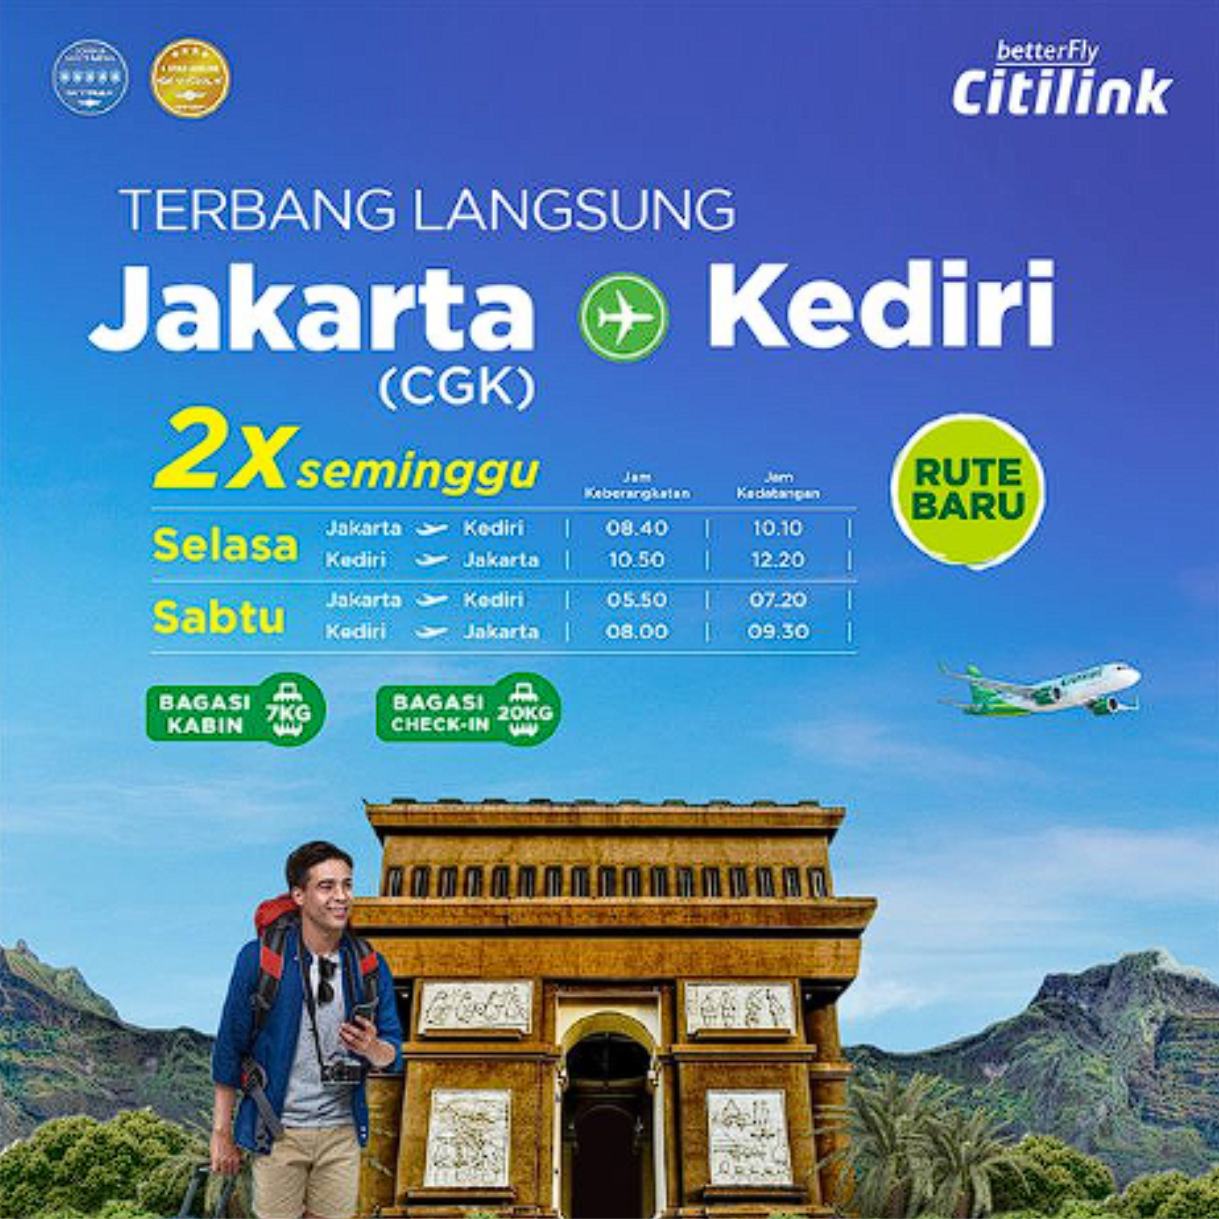 betterFly
Citilink
TERBANG LANGSUNG
Jakarta Kediri
(CGK)
2x seminggu
Jam Keberangkatan
Jam Kedatangan
RUTE
BARU
Selasa
Jakarta Kediri | 08.40 | 10.10 |
Kediri Jakarta | 10.50 | 12.20 |
Sabtu
Jakarta Kediri | 05.50 | 07.20 |
Kediri Jakarta | 08.00 | 09.30 |
BAGASI
KABIN 7KG
BAGASI
CHECK-IN 20KG